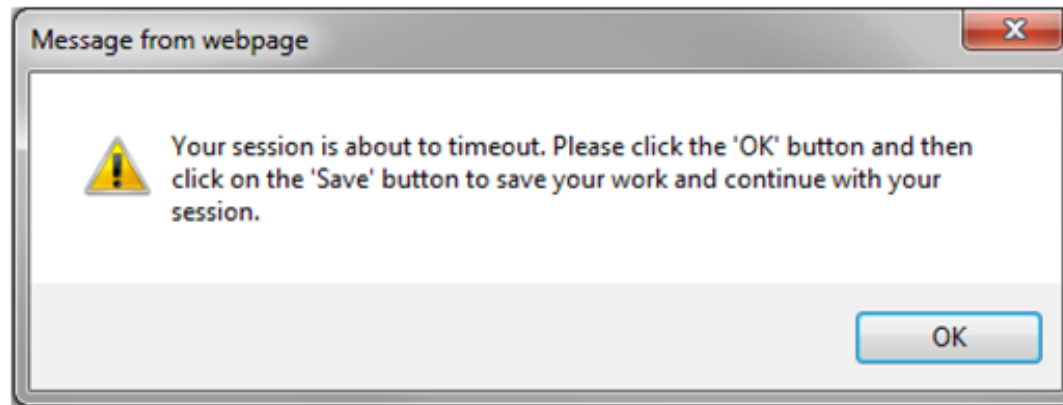 Message from webpage
Your session is about to timeout. Please click the 'OK' button and then
click on the 'Save' button to save your work and continue with your
session.
OK